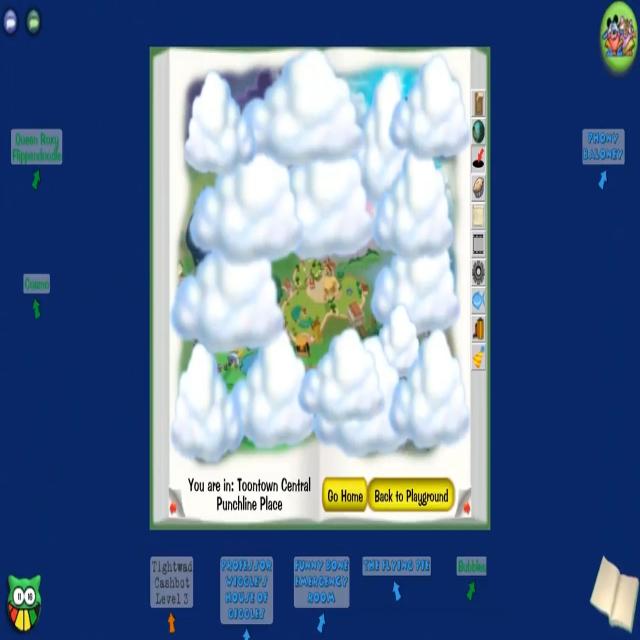 Queen Roxy
Flippendoodle
PHONY
BALONEY
Cosmo
You are in: Toontown Central
Punchline Place
Go Home
Back to Playground
Tightwad
Cashbot
Level 3
PROFESSOR
WIGGLE'S
HOUSE OF
GIGGLES
FUNNY BONE
EMERGENCY
ROOM
THE FLYING PIE
Bubbles